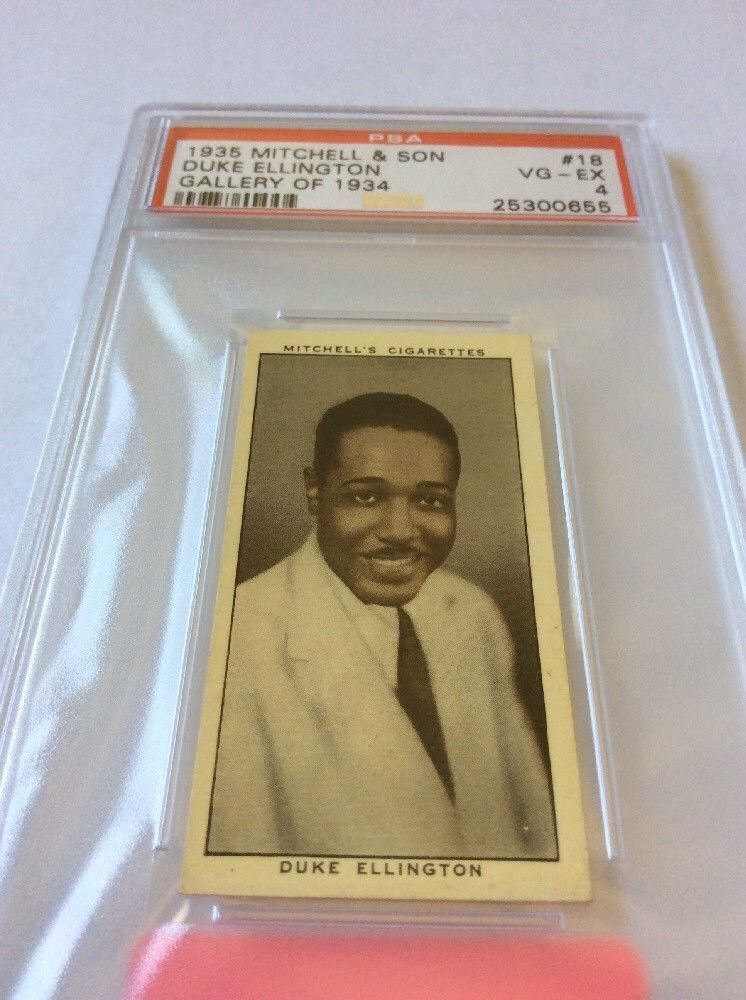 PSA
1935 MITCHELL & SON #18
DUKE ELLINGTON VG-EX
GALLERY OF 1934 4
25300655
MITCHELL'S CIGARETTES
DUKE ELLINGTON